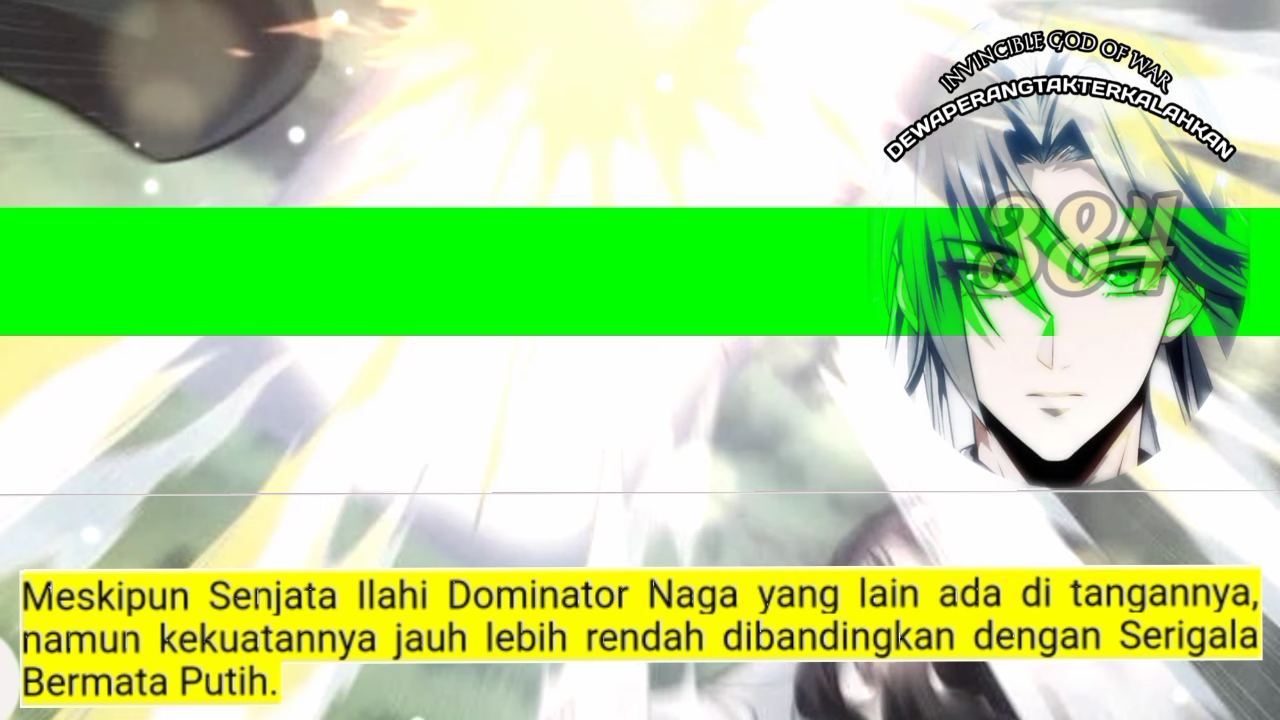 INVINCIBLE GOD OF WAR
DEWAPERANGTAKTERKALAHKAN
384
Meskipun Senjata Ilahi Dominator Naga yang lain ada di tangannya,
namun kekuatannya jauh lebih rendah dibandingkan dengan Serigala
Bermata Putih.